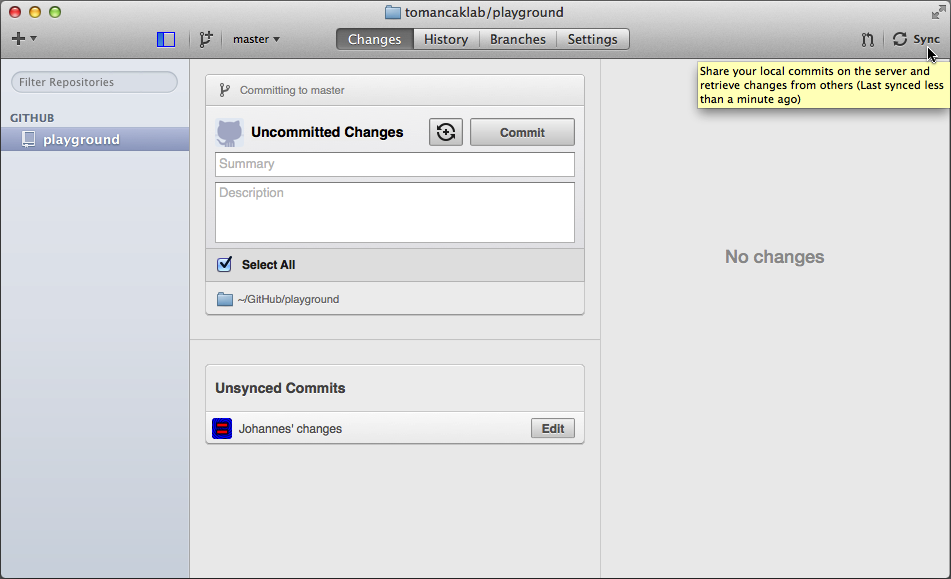 tomancaklab/playground
master
Changes
History
Branches
Settings
Sync
Share your local commits on the server and
retrieve changes from others (Last synced less
than a minute ago)
Filter Repositories
GITHUB
playground
Committing to master
Uncommitted Changes
Commit
Summary
Description
Select All
~/GitHub/playground
No changes
Unsynced Commits
Johannes' changes
Edit